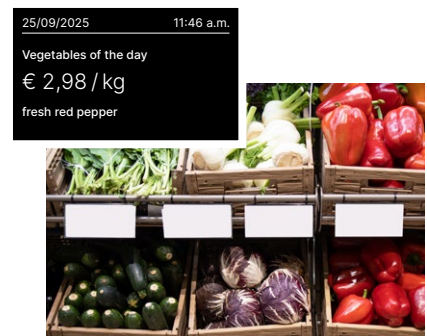 25/09/2025 11:46 a.m.
Vegetables of the day
€ 2,98 / kg
fresh red pepper